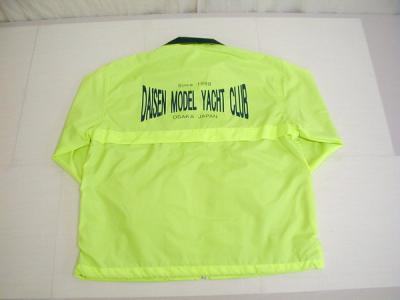 Since 1998
DAISEN MODEL YACHT CLUB
OSAKA JAPAN